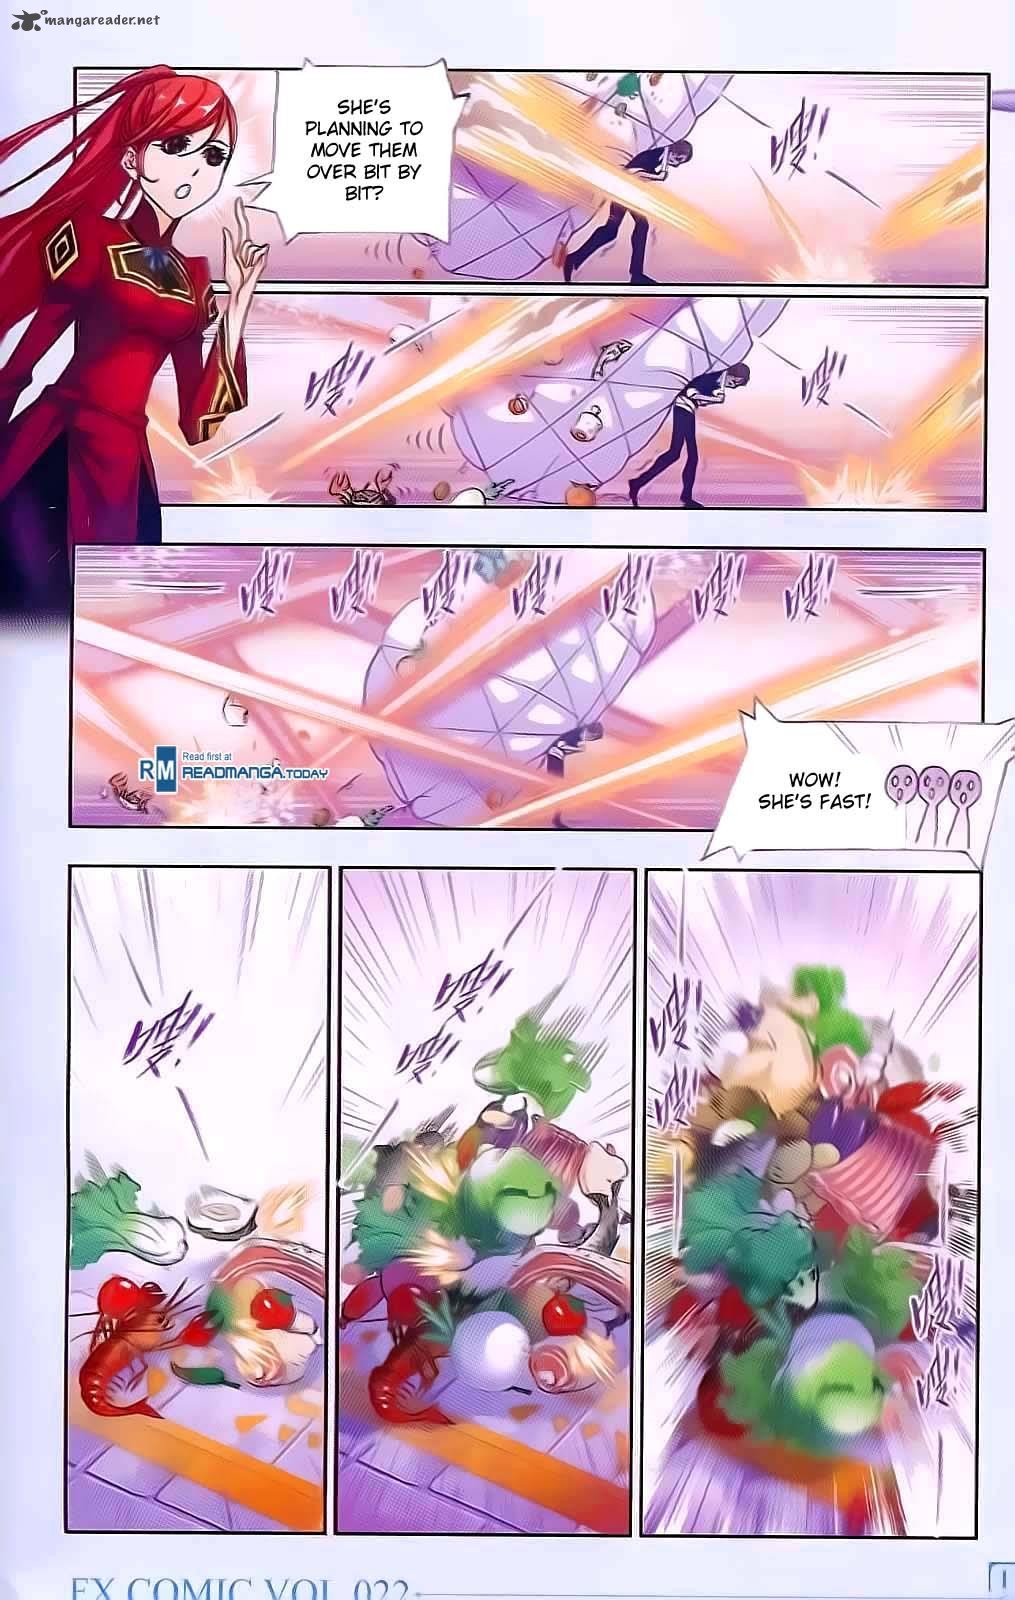 mangareader.net
SHE'S
PLANNING TO
MOVE THEM
OVER BIT BY
BIT?
嗖!
嗖!
嗖!
嗖! 嗖! 嗖! 嗖! 嗖! 嗖! 嗖!
RM
Read first at
READMANGA.TODAY
WOW!
SHE'S FAST!
嗖!
嗖!
嗖!
嗖!
嗖!
嗖!
嗖!
EX COMIC VOL 022